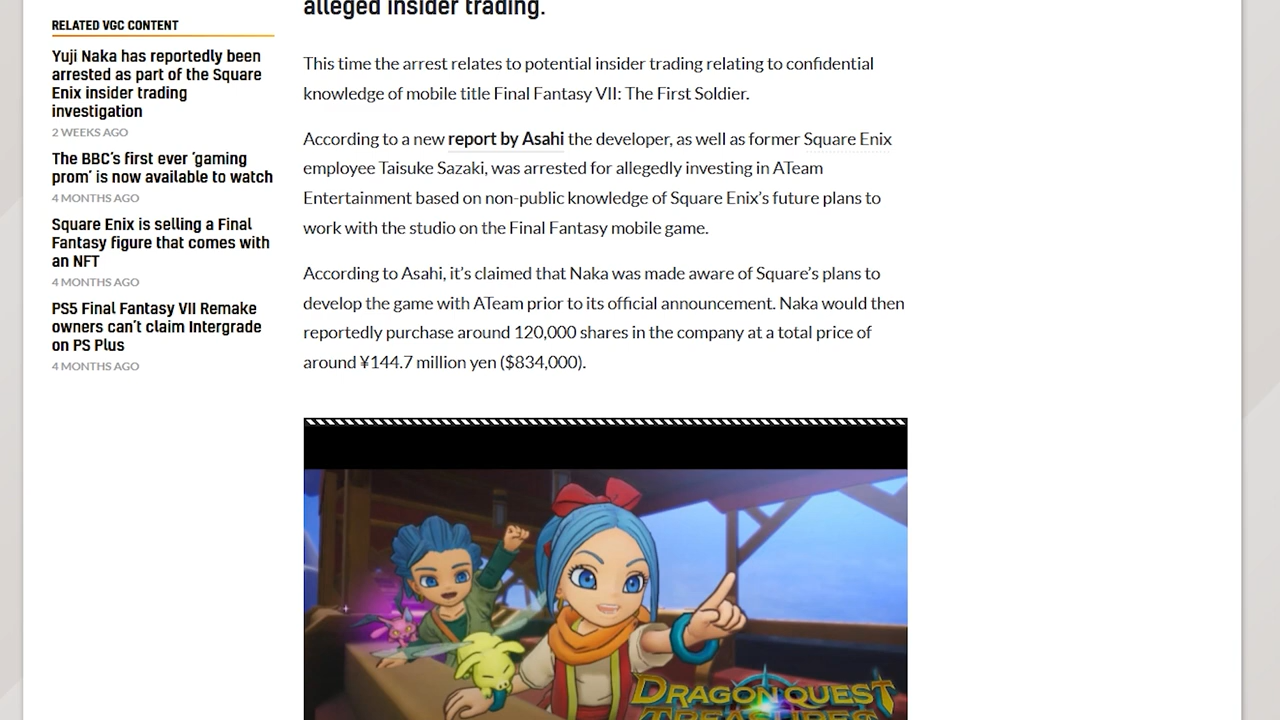 RELATED VGC CONTENT
Yuji Naka has reportedly been
arrested as part of the Square
Enix insider trading
investigation
2 WEEKS AGO
The BBC's first ever 'gaming
prom' is now available to watch
4 MONTHS AGO
Square Enix is selling a Final
Fantasy figure that comes with
an NFT
4 MONTHS AGO
PS5 Final Fantasy VII Remake
owners can't claim Intergrade
on PS Plus
4 MONTHS AGO
alleged insider trading.
This time the arrest relates to potential insider trading relating to confidential
knowledge of mobile title Final Fantasy VII: The First Soldier.
According to a new report by Asahi the developer, as well as former Square Enix
employee Taisuke Sazaki, was arrested for allegedly investing in ATeam
Entertainment based on non-public knowledge of Square Enix's future plans to
work with the studio on the Final Fantasy mobile game.
According to Asahi, it's claimed that Naka was made aware of Square's plans to
develop the game with ATeam prior to its official announcement. Naka would then
reportedly purchase around 120,000 shares in the company at a total price of
around ¥144.7 million yen ($834,000).
DRAGON QUEST
TREASURES